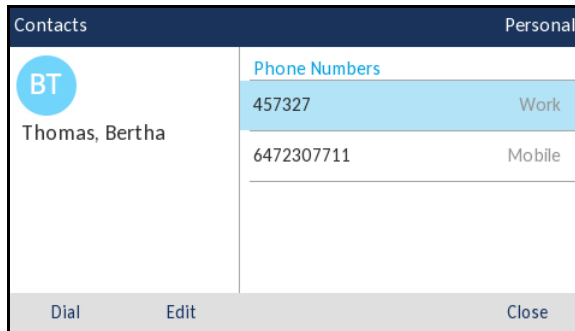 Contacts Personal
BT
Thomas, Bertha
Phone Numbers
457327 Work
6472307711 Mobile
Dial Edit Close